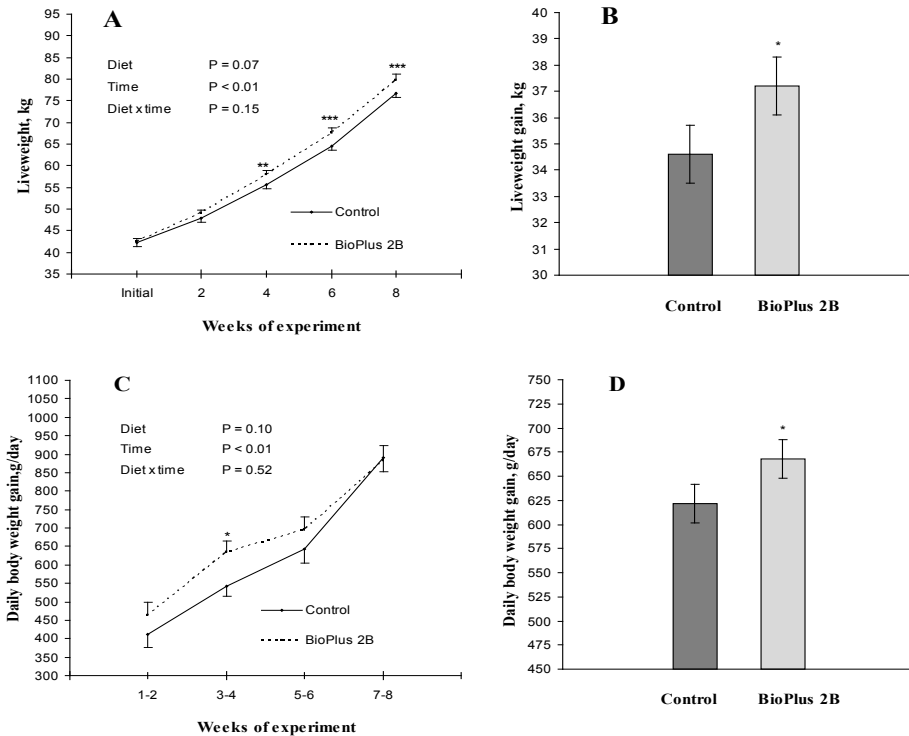 A
Liveweight, kg
85
80
75
70
65
60
55
50
45
40
35
Diet P = 0.07
Time P < 0.01
Diet x time P = 0.15
**
***
***
Control
BioPlus 2B
Initial 2 4 6 8
Weeks of experiment
B
Liveweight gain, kg
40
39
38
37
36
35
34
33
32
31
30
*
Control BioPlus 2B
C
Daily body weight gain,g/day
1100
1000
950
900
850
800
750
700
650
600
550
500
450
400
350
300
Diet P = 0.10
Time P < 0.01
Diet x time P = 0.52
*
Control
BioPlus 2B
1-2 3-4 5-6 7-8
Weeks of experiment
D
Daily body weight gain, g/day
750
725
700
675
650
625
600
575
550
525
500
475
450
*
Control BioPlus 2B